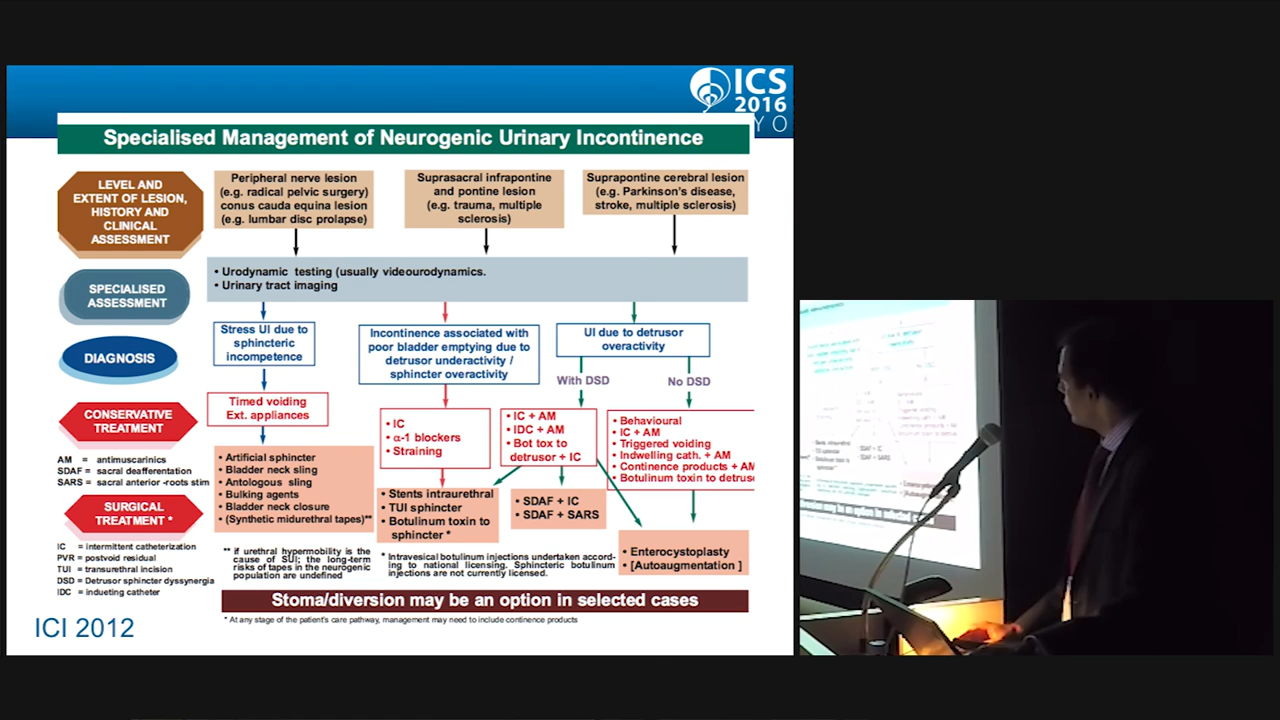 ICS
2016
Y O
Specialised Management of Neurogenic Urinary Incontinence
LEVEL AND
EXTENT OF LESION,
HISTORY AND
CLINICAL
ASSESSMENT
Peripheral nerve lesion
(e.g. radical pelvic surgery)
conus cauda equina lesion
(e.g. lumbar disc prolapse)
Suprasacral infrapontine
and pontine lesion
(e.g. trauma, multiple
sclerosis)
Suprapontine cerebral lesion
(e.g. Parkinson's disease,
stroke, multiple sclerosis)
SPECIALISED
ASSESSMENT
• Urodynamic testing (usually videourodynamics.
• Urinary tract imaging
DIAGNOSIS
Stress UI due to
sphincteric
incompetence
Incontinence associated with
poor bladder emptying due to
detrusor underactivity /
sphincter overactivity
UI due to detrusor
overactivity
With DSD
No DSD
CONSERVATIVE
TREATMENT
Timed voiding
Ext. appliances
• IC
• α-1 blockers
• Straining
• IC + AM
• IDC + AM
• Bot tox to
detrusor + IC
• Behavioural
• IC + AM
• Triggered voiding
• Indwelling cath. + AM
• Continence products + AM
• Botulinum toxin to detruso
AM = antimuscarinics
SDAF = sacral deafferentation
SARS = sacral anterior -roots stim
SURGICAL
TREATMENT *
• Artificial sphincter
• Bladder neck sling
• Antologous sling
• Bulking agents
• Bladder neck closure
• (Synthetic midurethral tapes)**
• Stents intraurethral
• TUI sphincter
• Botulinum toxin to
sphincter *
• SDAF + IC
• SDAF + SARS
• Enterocystoplasty
• [Autoaugmentation ]
IC = intermittent catheterization
PVR = postvoid residual
TUI = transurethral incision
DSD = Detrusor sphincter dyssynergia
IDC = indueting catheter
** if urethral hypermobility is the
cause of SUI; the long-term
risks of tapes in the neurogenic
population are undefined
* Intravesical botulinum injections undertaken accord-
ing to national licensing. Sphincteric botulinum
injections are not currently licensed.
Stoma/diversion may be an option in selected cases
* At any stage of the patient's care pathway, management may need to include continence products
ICI 2012